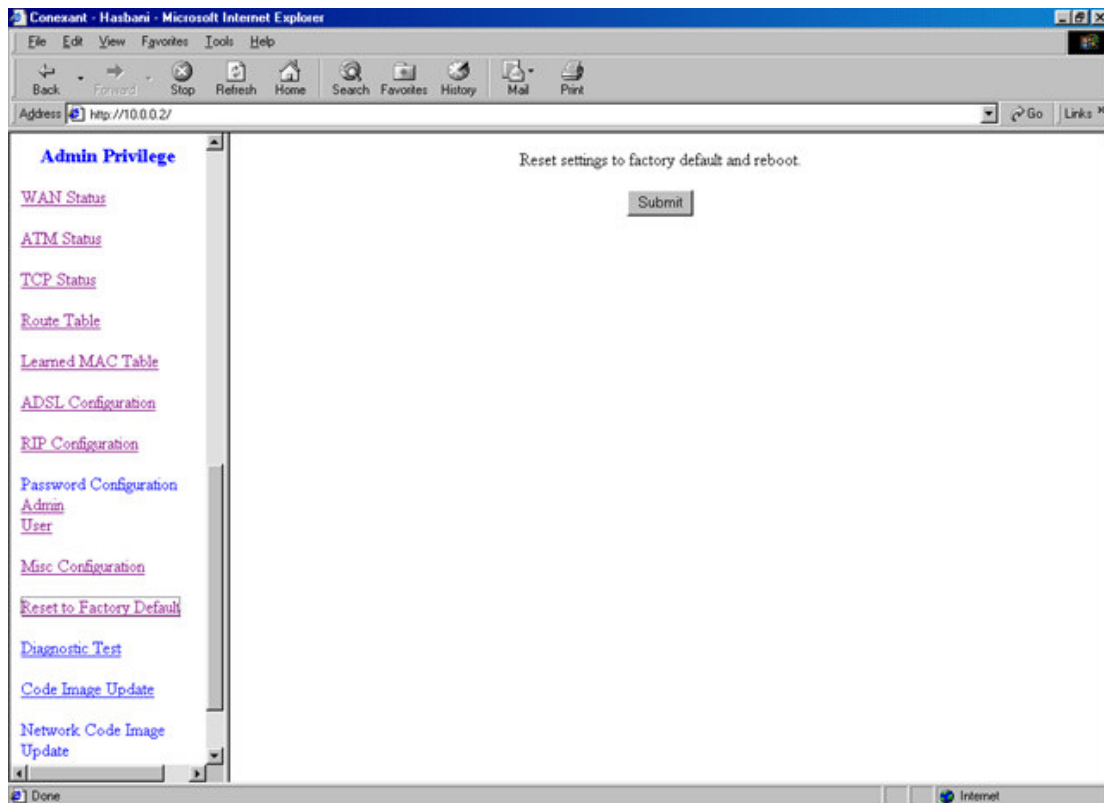 Conexant - Hasbani - Microsoft Internet Explorer
File Edit View Favorites Tools Help
Back Forward Stop Refresh Home Search Favorites History Mail Print
Address http://10.0.0.2/ Go Links »
Admin Privilege
WAN Status
ATM Status
TCP Status
Route Table
Learned MAC Table
ADSL Configuration
RIP Configuration
Password Configuration
Admin
User
Misc Configuration
Reset to Factory Default
Diagnostic Test
Code Image Update
Network Code Image
Update
Reset settings to factory default and reboot.
Submit
Done Internet